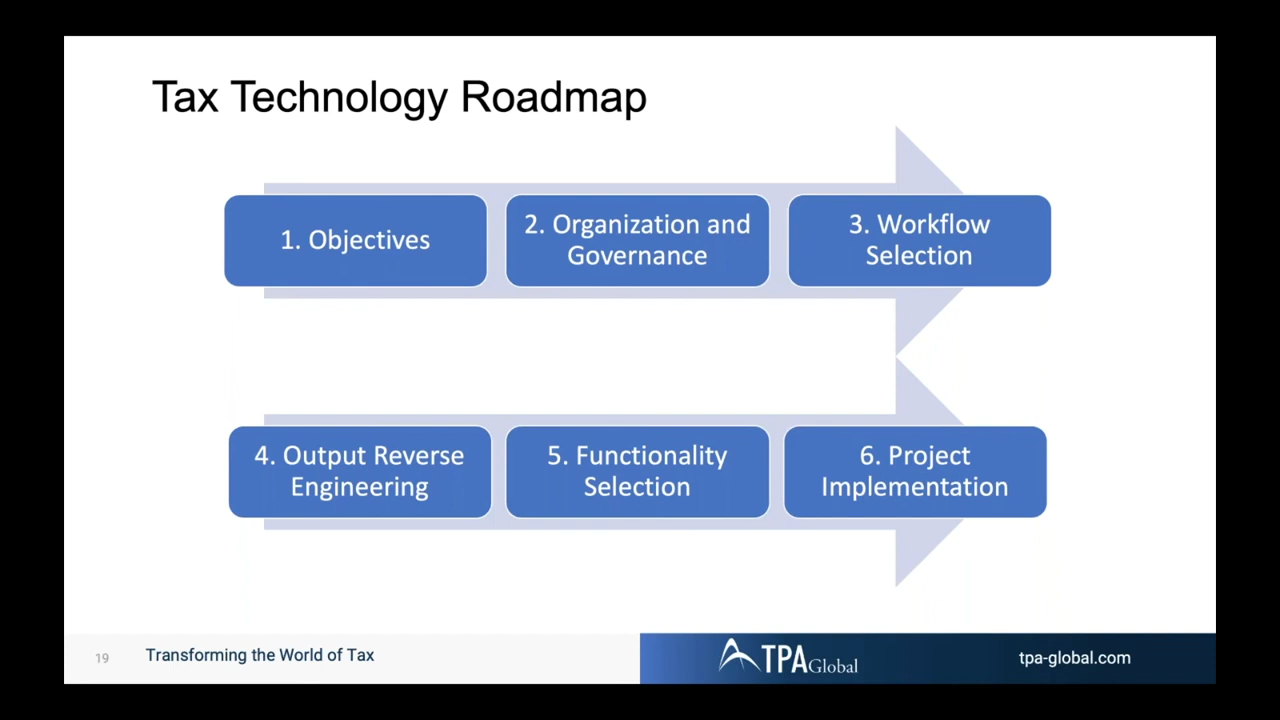 Tax Technology Roadmap
1. Objectives
2. Organization and
Governance
3. Workflow
Selection
4. Output Reverse
Engineering
5. Functionality
Selection
6. Project
Implementation
19
Transforming the World of Tax
TPA Global
tpa-global.com